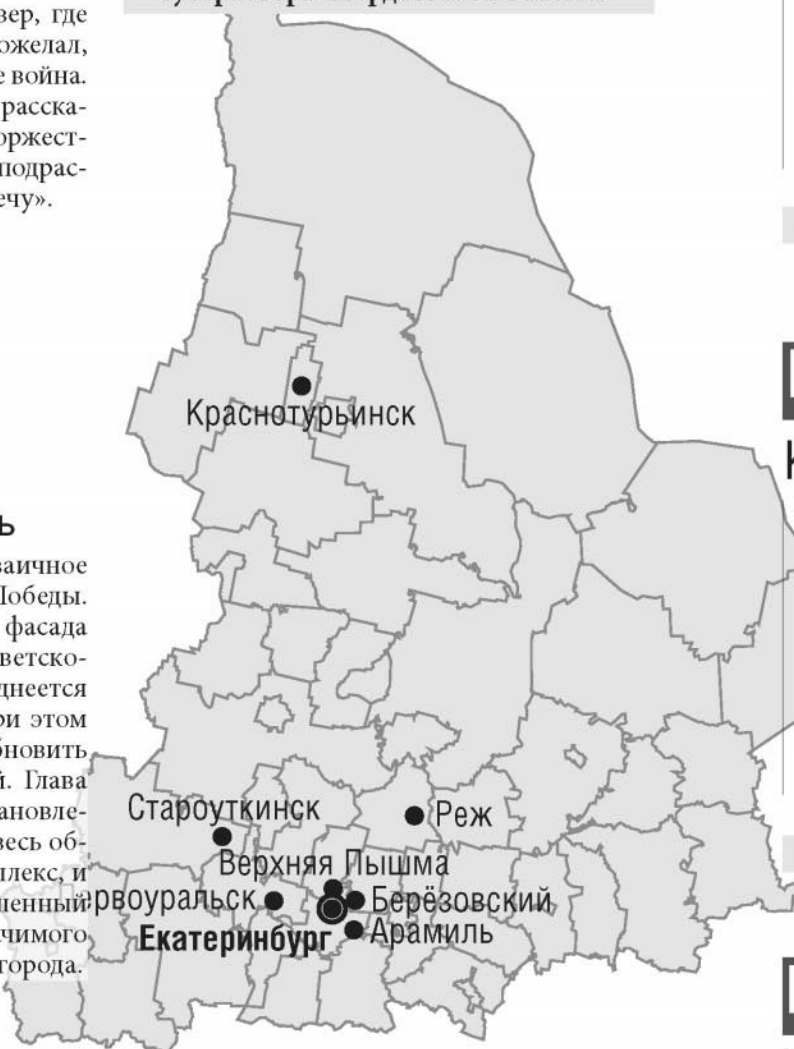 вер, где
ожелал,
е война.
расска-
оржест-
подрас-
ечу».
Краснотурьинск
ь
заичное
Победы.
фасада
ветско-
днеется
ри этом
бновить
й. Глава
ановле-
весь об-
плекс, и
ленный
чимого
города.
Староуткинск
Реж
Верхняя Пышма
ервоуральск
Берёзовский
Екатеринбург
Арамиль